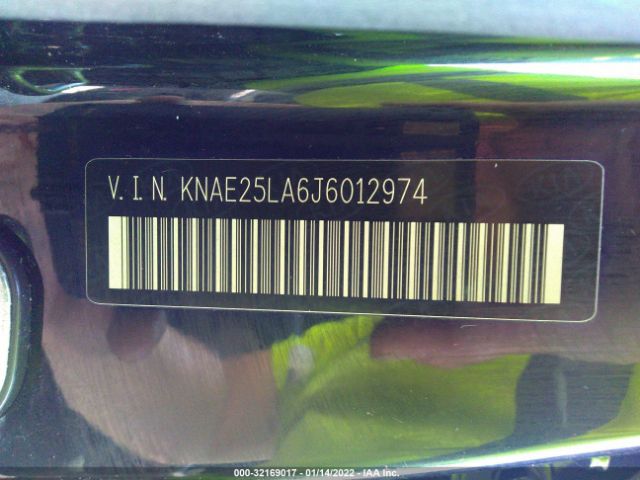 V. I. N. KNAE25LA6J6012974
000-32169017 - 01/14/2022 - IAA Inc.